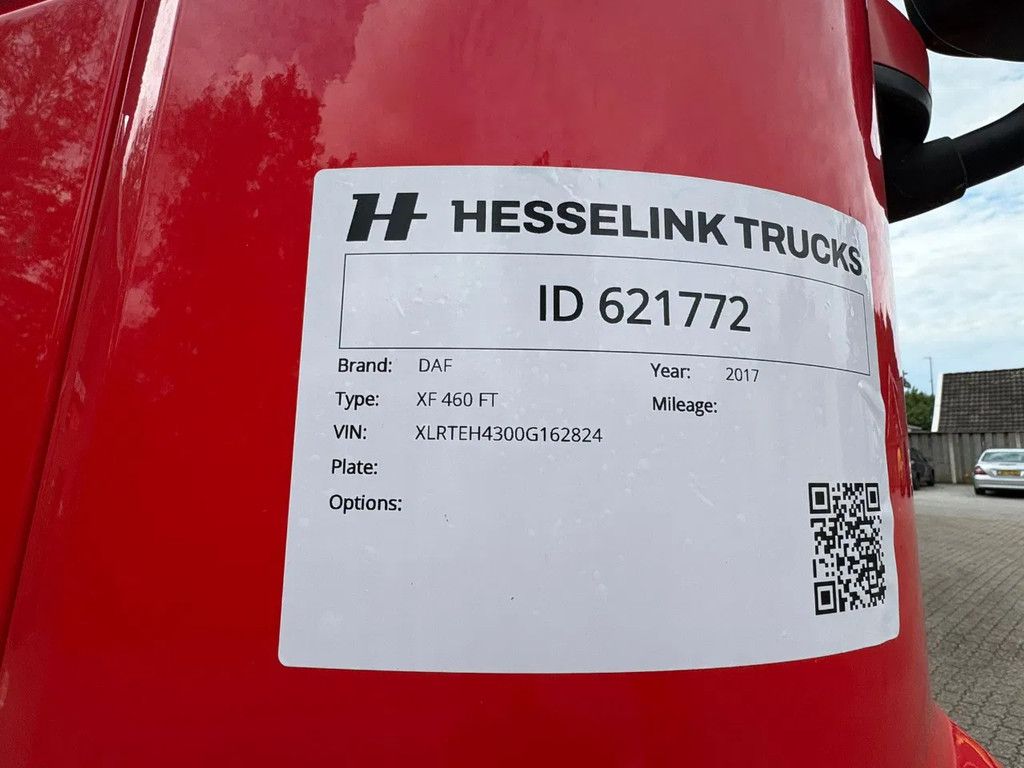 HESSELINK TRUCKS
ID 621772
Brand: DAF
Year: 2017
Type: XF 460 FT
Mileage:
VIN: XLRTEH4300G162824
Plate:
Options: